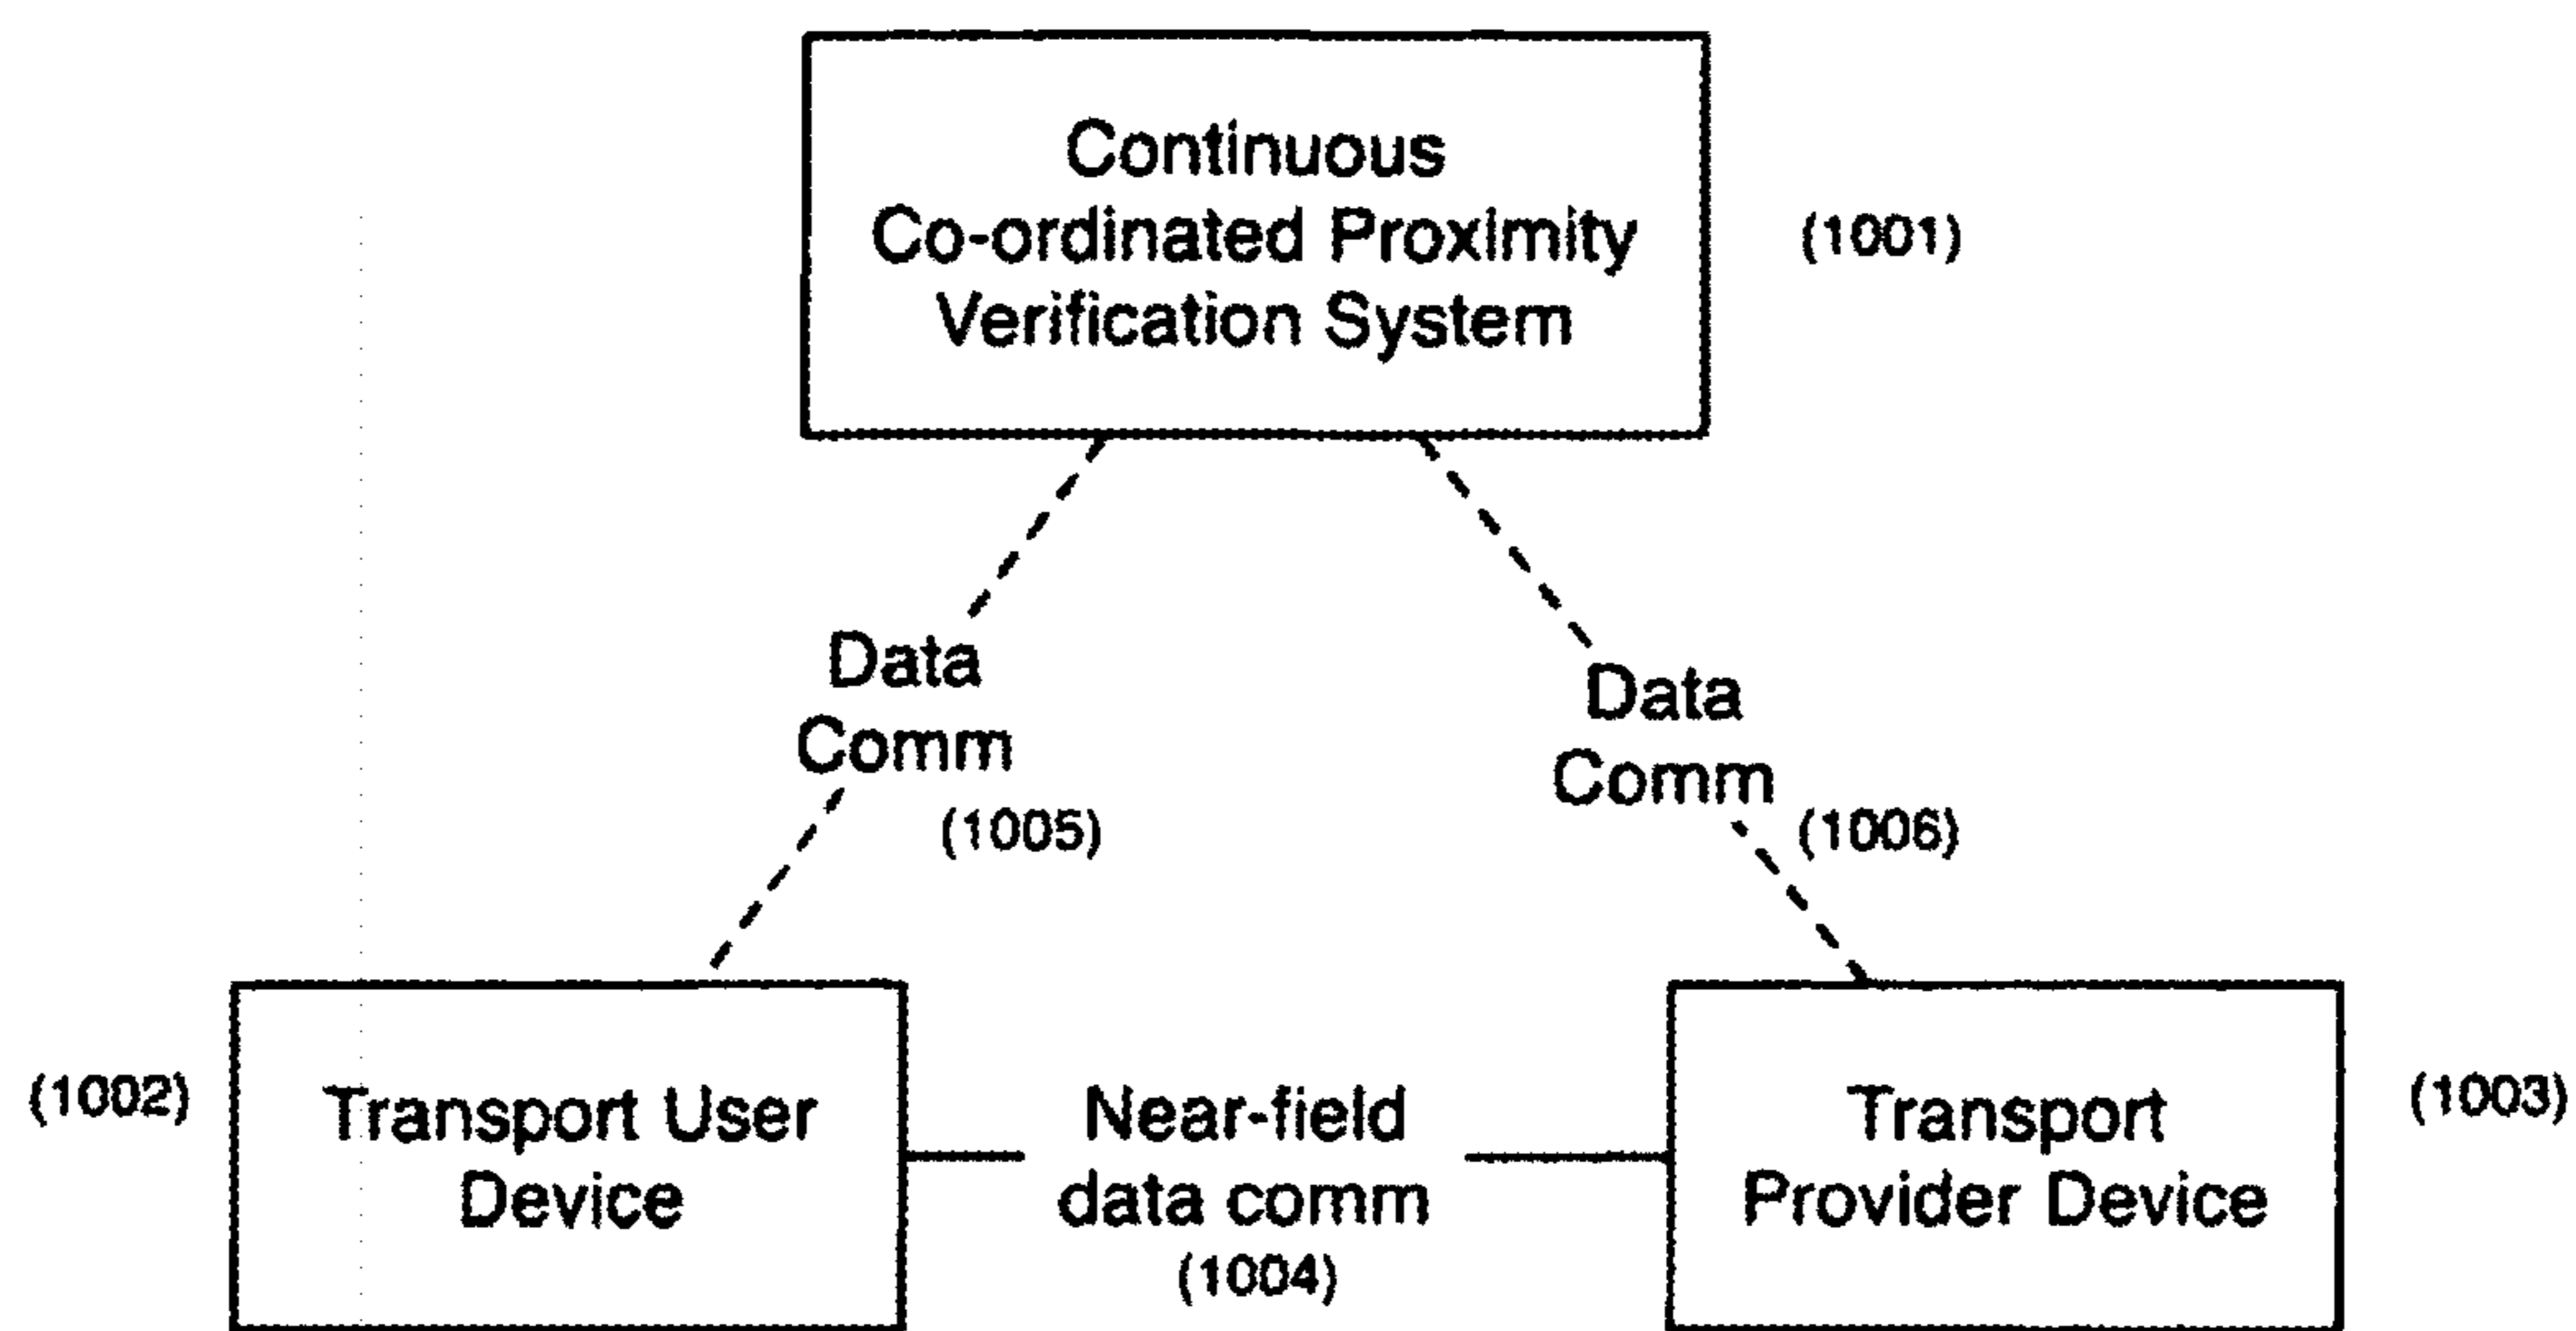 Continuous
Co-ordinated Proximity
Verification System
(1001)
Data
Comm
(1005)
Data
Comm
(1006)
(1002)
Transport User
Device
Near-field
data comm
(1004)
Transport
Provider Device
(1003)